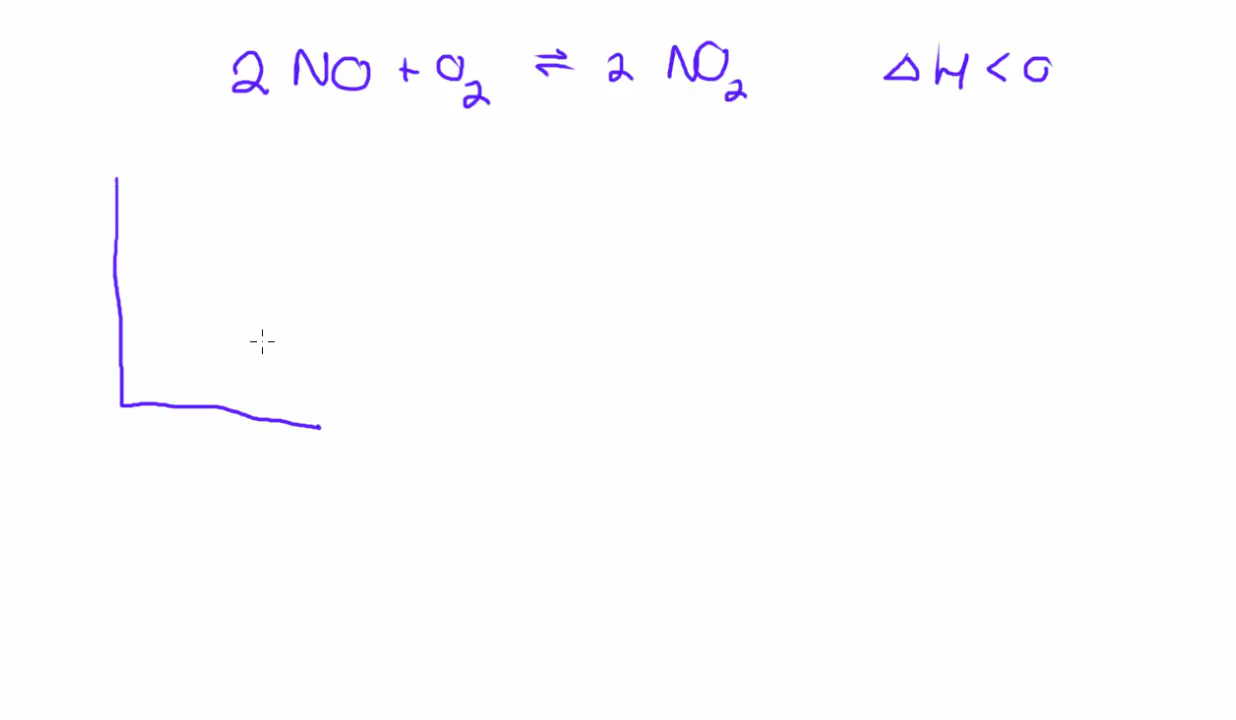 2 NO + O₂ ⇌ 2 NO₂ ΔH < 0